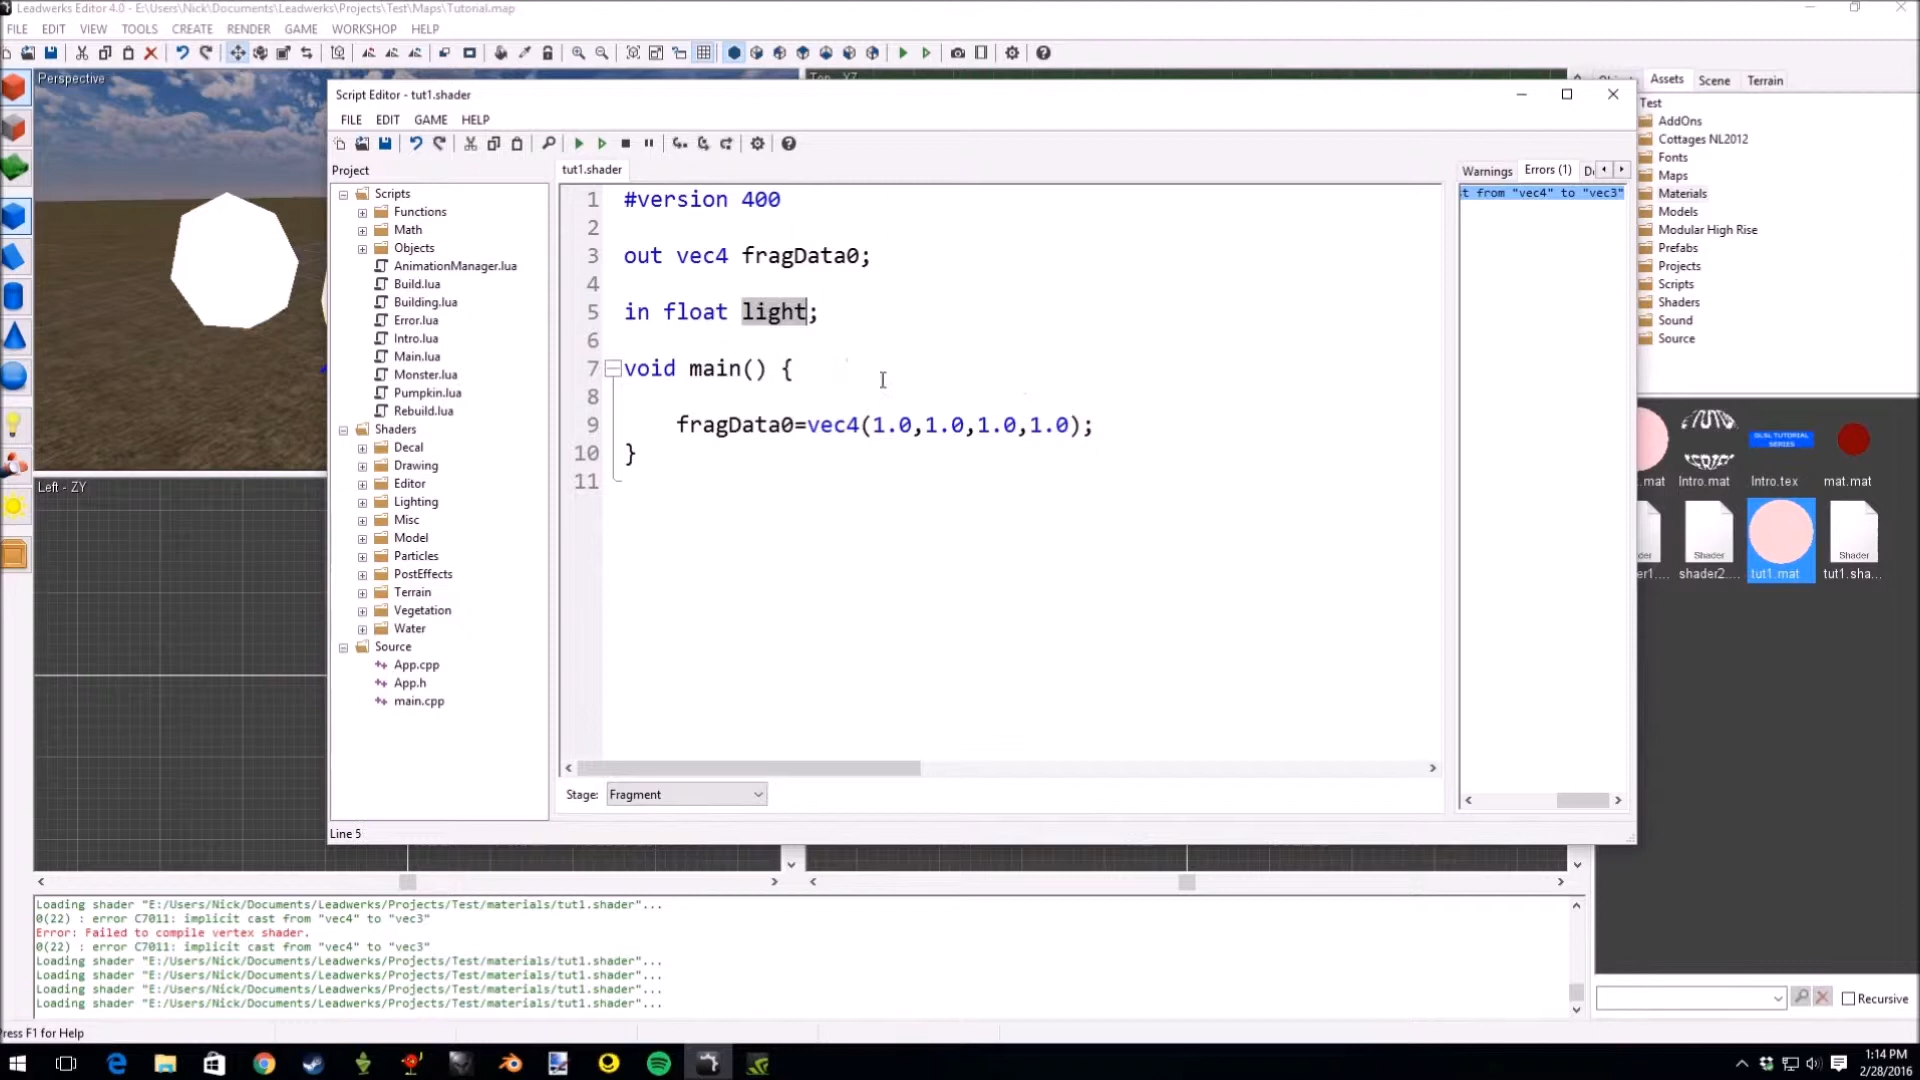 Leadwerks Editor 4.0 - E:\Users\Nick\Documents\Leadwerks\Projects\Test\Maps\Tutorial.map
FILE EDIT VIEW TOOLS CREATE RENDER GAME WORKSHOP HELP
Perspective
Assets Scene Terrain
Test
AddOns
Cottages NL2012
Fonts
Maps
Materials
Models
Modular High Rise
Prefabs
Projects
Scripts
Shaders
Sound
Source
Script Editor - tut1.shader
FILE EDIT GAME HELP
Project
Scripts
Functions
Math
Objects
AnimationManager.lua
Build.lua
Building.lua
Error.lua
Intro.lua
Main.lua
Monster.lua
Pumpkin.lua
Rebuild.lua
Shaders
Decal
Drawing
Editor
Lighting
Misc
Model
Particles
PostEffects
Terrain
Vegetation
Water
Source
App.cpp
App.h
main.cpp
tut1.shader
1 #version 400
2
3 out vec4 fragData0;
4
5 in float light;
6
7 void main() {
8
9 fragData0=vec4(1.0,1.0,1.0,1.0);
10 }
11
Stage: Fragment
Line 5
Warnings Errors (1)
from "vec4" to "vec3"
GLSL TUTORIAL
SERIES
.mat Intro.mat Intro.tex mat.mat
Shader Shader
er1.... shader2.... tut1.mat tut1.sha...
Left - ZY
Loading shader "E:/Users/Nick/Documents/Leadwerks/Projects/Test/materials/tut1.shader"...
0(22) : error C7011: implicit cast from "vec4" to "vec3"
Error: Failed to compile vertex shader.
0(22) : error C7011: implicit cast from "vec4" to "vec3"
Loading shader "E:/Users/Nick/Documents/Leadwerks/Projects/Test/materials/tut1.shader"...
Loading shader "E:/Users/Nick/Documents/Leadwerks/Projects/Test/materials/tut1.shader"...
Loading shader "E:/Users/Nick/Documents/Leadwerks/Projects/Test/materials/tut1.shader"...
Loading shader "E:/Users/Nick/Documents/Leadwerks/Projects/Test/materials/tut1.shader"...
Recursive
Press F1 for Help
1:14 PM
2/28/2016